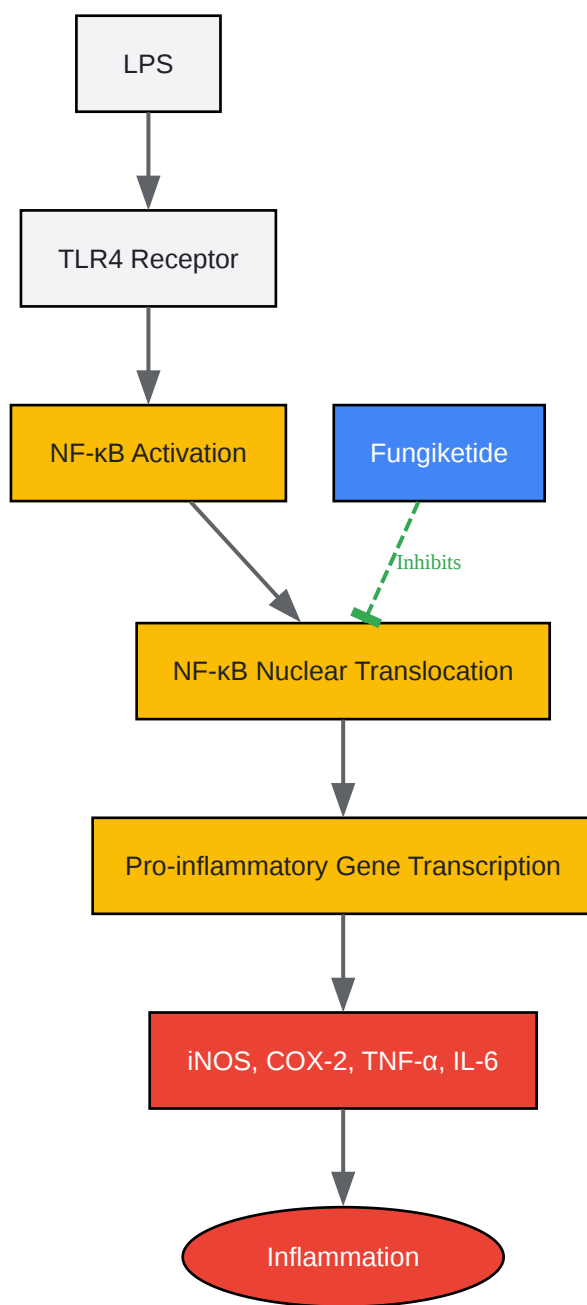 LPS
TLR4 Receptor
NF-κB Activation
Fungiketide
Inhibits
NF-κB Nuclear Translocation
Pro-inflammatory Gene Transcription
iNOS, COX-2, TNF-α, IL-6
Inflammation